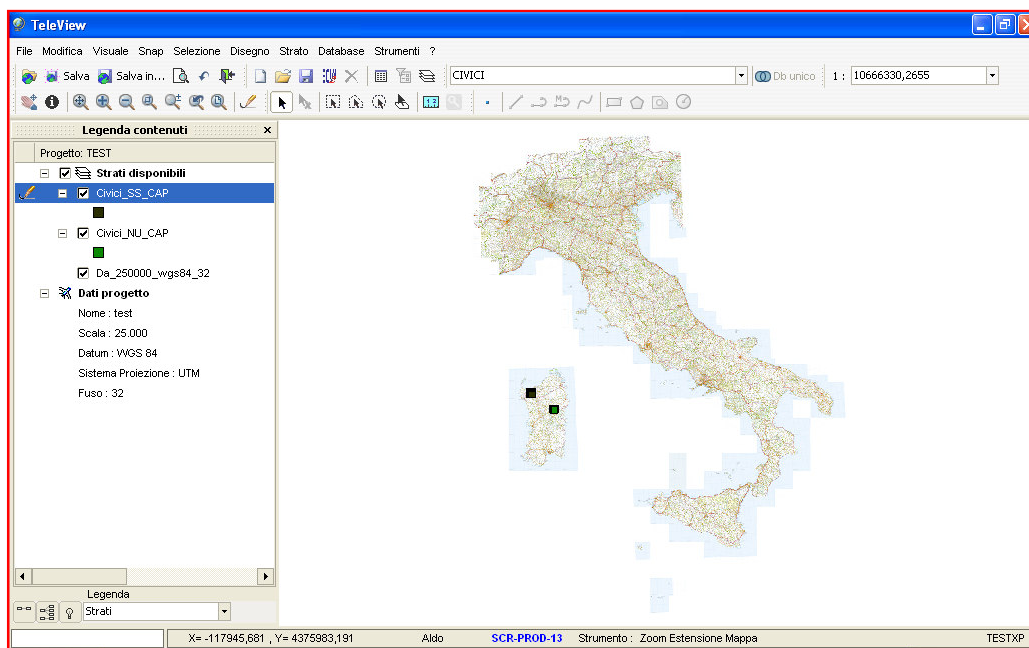 TeleView
File Modifica Visuale Snap Selezione Disegno Strato Database Strumenti ?
Salva Salva in... CIVICI Db unico 1 : 10666330,2655
1:2
Legenda contenuti
Progetto: TEST
Strati disponibili
Civici_SS_CAP
Civici_NU_CAP
Da_250000_wgs84_32
Dati progetto
Nome : test
Scala : 25.000
Datum : WGS 84
Sistema Proiezione : UTM
Fuso : 32
Legenda
Strati
X= -117945,681 , Y= 4375983,191 Aldo SCR-PROD-13 Strumento : Zoom Estensione Mappa TESTXP